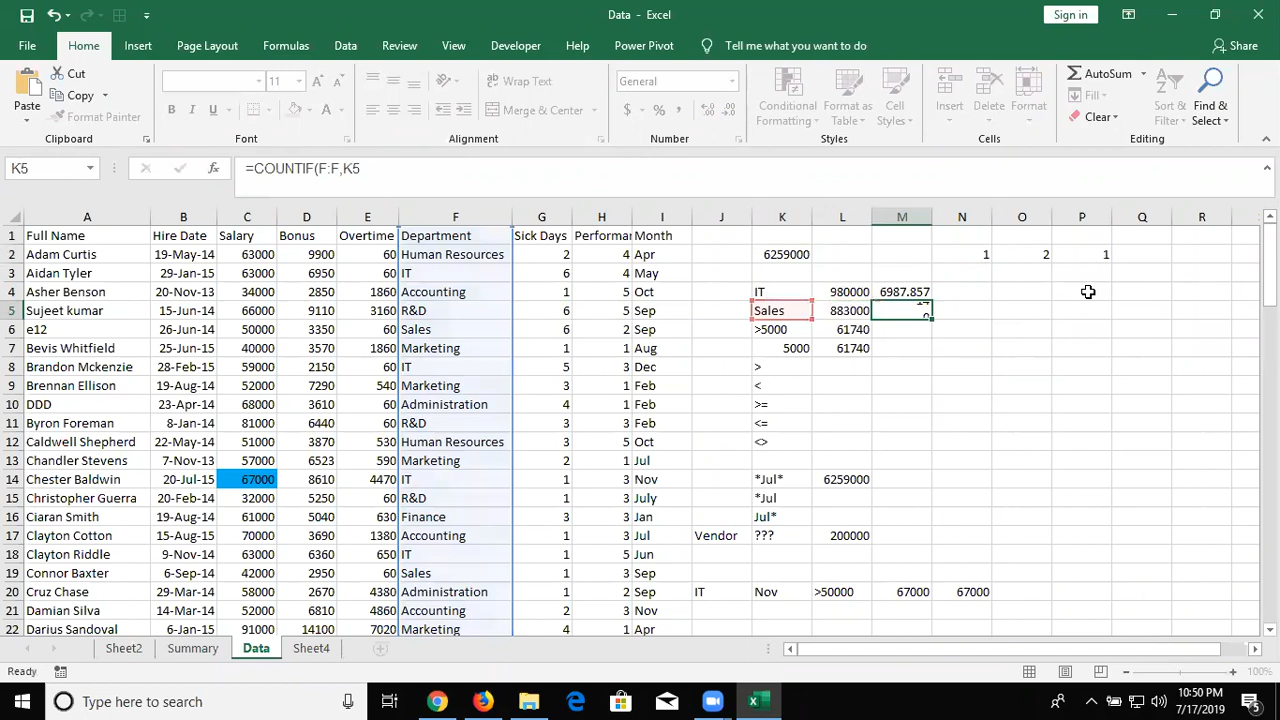 Data - Excel
Sign in
File Home Insert Page Layout Formulas Data Review View Developer Help Power Pivot Tell me what you want to do Share
Paste Cut Copy Format Painter
11 B I U A
Wrap Text Merge & Center
General $ %
Conditional Formatting Format as Table Cell Styles
Insert Delete Format
AutoSum Fill Clear Sort & Filter Find & Select
Clipboard Font Alignment Number Styles Cells Editing
K5 fx =COUNTIF(F:F,K5
A B C D E F G H I J K L M N O P Q R
1 Full Name Hire Date Salary Bonus Overtime Department Sick Days Performar Month
2 Adam Curtis 19-May-14 63000 9900 60 Human Resources 2 4 Apr 6259000 1 2 1
3 Aidan Tyler 29-Jan-15 63000 6950 60 IT 6 4 May
4 Asher Benson 20-Nov-13 34000 2850 1860 Accounting 1 5 Oct IT 980000 6987.857
5 Sujeet kumar 15-Jun-14 66000 9110 3160 R&D 6 5 Sep Sales 883000
6 e12 26-Jun-14 50000 3350 60 Sales 6 2 Sep >5000 61740
7 Bevis Whitfield 25-Jun-15 40000 3570 1860 Marketing 1 1 Aug 5000 61740
8 Brandon Mckenzie 28-Feb-15 59000 2150 60 IT 5 3 Dec >
9 Brennan Ellison 19-Aug-14 52000 7290 540 Marketing 3 1 Feb <
10 DDD 23-Apr-14 68000 3610 60 Administration 4 1 Feb >=
11 Byron Foreman 8-Jan-14 81000 6440 60 R&D 3 3 Feb <=
12 Caldwell Shepherd 22-May-14 51000 3870 530 Human Resources 3 5 Oct <>
13 Chandler Stevens 7-Nov-13 57000 6523 590 Marketing 2 1 Jul
14 Chester Baldwin 20-Jul-15 67000 8610 4470 IT 1 3 Nov *Jul* 6259000
15 Christopher Guerra 20-Feb-14 32000 5250 60 R&D 1 3 July *Jul
16 Ciaran Smith 19-Aug-14 61000 5040 630 Finance 3 3 Jan Jul*
17 Clayton Cotton 15-Aug-15 70000 3690 1380 Accounting 1 3 Jul Vendor ??? 200000
18 Clayton Riddle 9-Nov-14 63000 6360 650 IT 1 5 Jun
19 Connor Baxter 6-Sep-14 42000 2950 60 Sales 1 3 Sep
20 Cruz Chase 29-Mar-14 58000 2670 4380 Administration 1 2 Sep IT Nov >50000 67000 67000
21 Damian Silva 14-Mar-14 52000 6810 4860 Accounting 2 3 Nov
22 Darius Sandoval 6-Jan-15 91000 14100 7020 Marketing 4 1 Apr
Sheet2 Summary Data Sheet4
Ready 100%
Type here to search
10:50 PM
7/17/2019
5